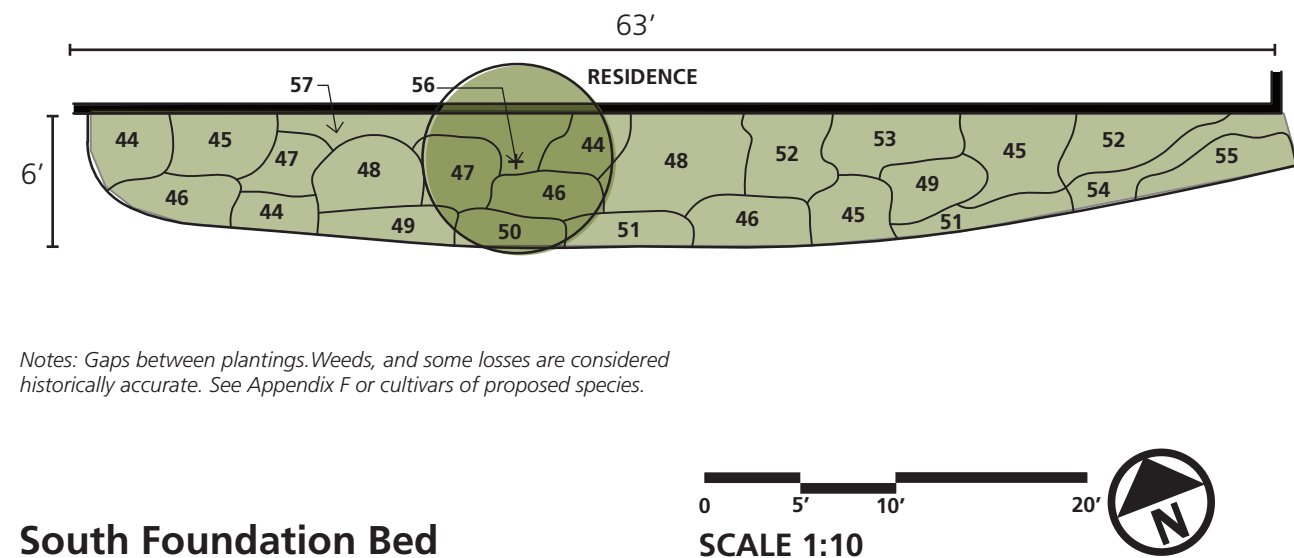 63’
RESIDENCE
57 56
6’
44 45 47 48 47 44 48 52 53 45 52 55
46 44 49 46 50 51 46 45 49 51 54
Notes: Gaps between plantings.Weeds, and some losses are considered
historically accurate. See Appendix F or cultivars of proposed species.
0 5’ 10’ 20’
N
South Foundation Bed
SCALE 1:10